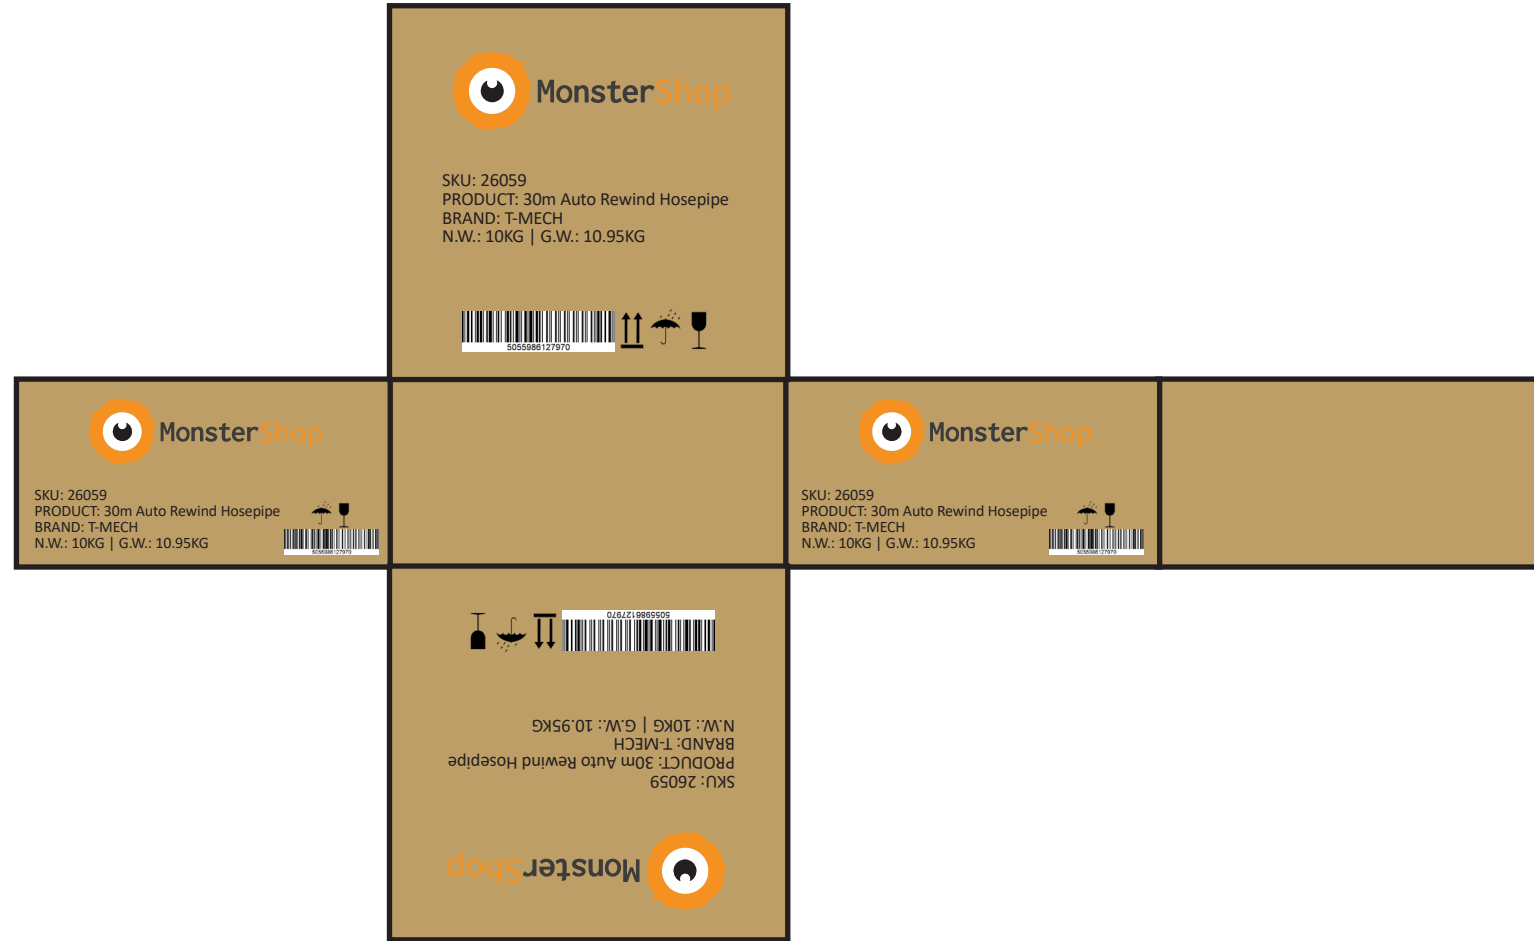 MonsterShop
SKU: 26059
PRODUCT: 30m Auto Rewind Hosepipe
BRAND: T-MECH
N.W.: 10KG | G.W.: 10.95KG
5055986127970
MonsterShop
SKU: 26059
PRODUCT: 30m Auto Rewind Hosepipe
BRAND: T-MECH
N.W.: 10KG | G.W.: 10.95KG
5055986127970
MonsterShop
SKU: 26059
PRODUCT: 30m Auto Rewind Hosepipe
BRAND: T-MECH
N.W.: 10KG | G.W.: 10.95KG
5055986127970
MonsterShop
SKU: 26059
PRODUCT: 30m Auto Rewind Hosepipe
BRAND: T-MECH
N.W.: 10KG | G.W.: 10.95KG
5055986127970